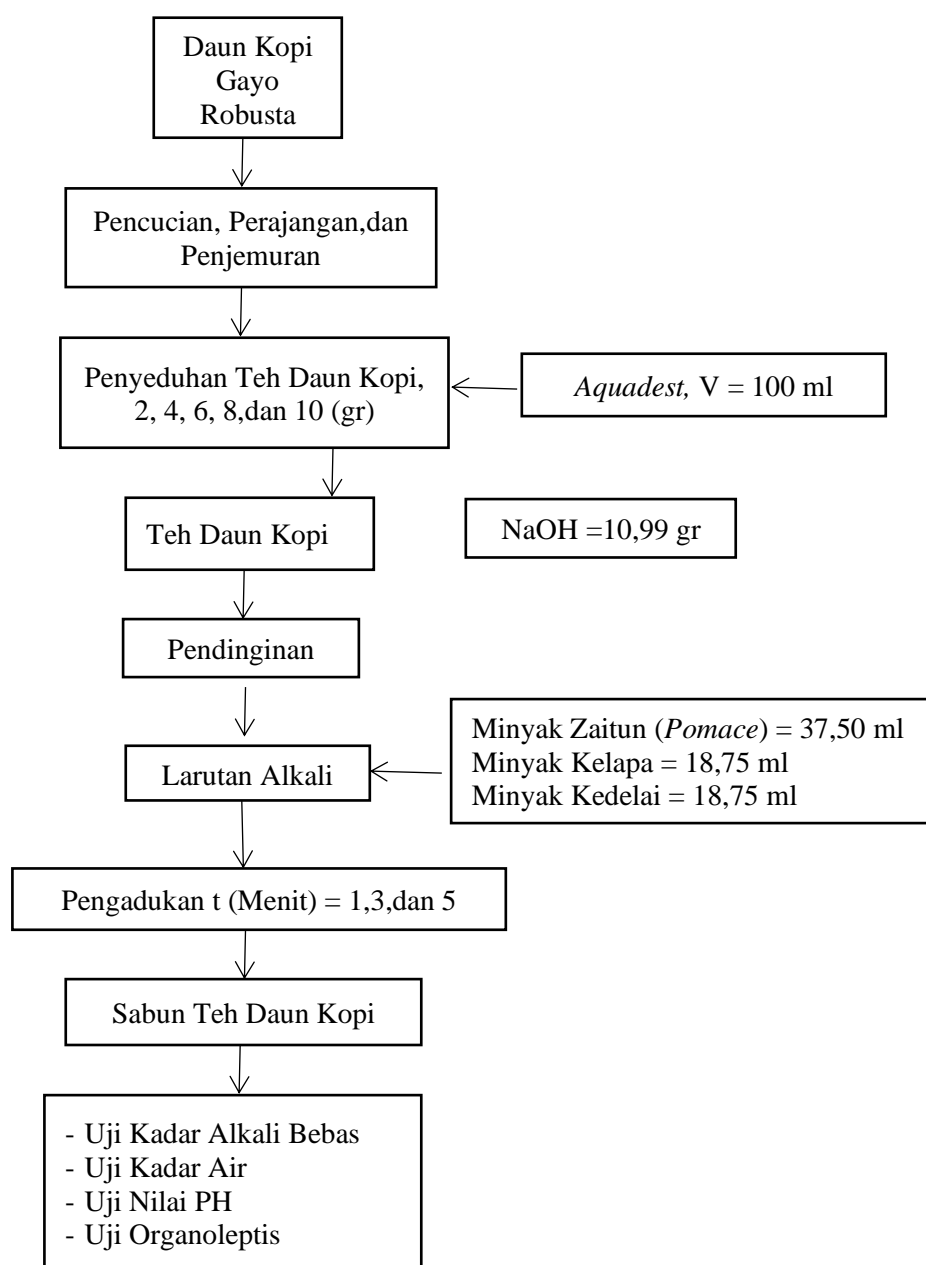 Daun Kopi
Gayo
Robusta
Pencucian, Perajangan,dan
Penjemuran
Penyeduhan Teh Daun Kopi,
2, 4, 6, 8,dan 10 (gr)
Aquadest, V = 100 ml
Teh Daun Kopi
NaOH =10,99 gr
Pendinginan
Larutan Alkali
Minyak Zaitun (Pomace) = 37,50 ml
Minyak Kelapa = 18,75 ml
Minyak Kedelai = 18,75 ml
Pengadukan t (Menit) = 1,3,dan 5
Sabun Teh Daun Kopi
- Uji Kadar Alkali Bebas
- Uji Kadar Air
- Uji Nilai PH
- Uji Organoleptis